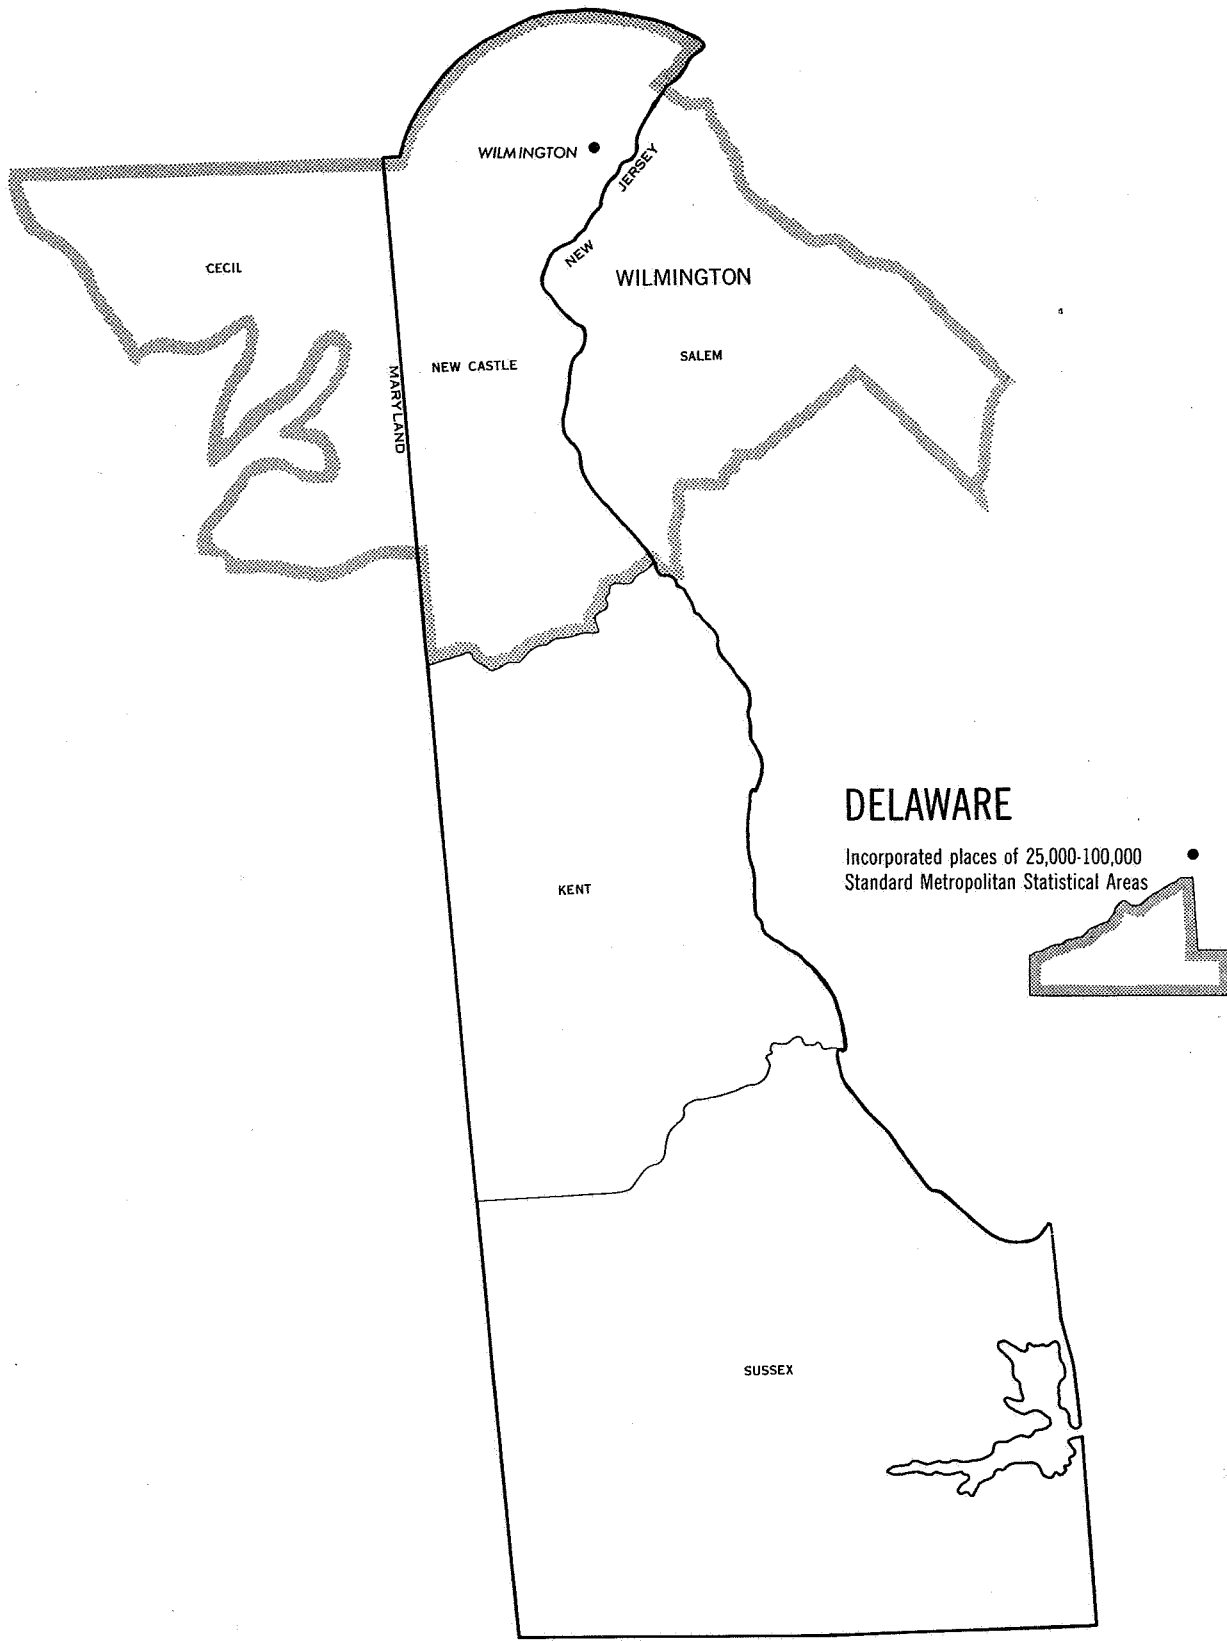 WILMINGTON
NEW JERSEY
CECIL
WILMINGTON
MARYLAND
NEW CASTLE
SALEM
DELAWARE
Incorporated places of 25,000-100,000
Standard Metropolitan Statistical Areas
KENT
SUSSEX